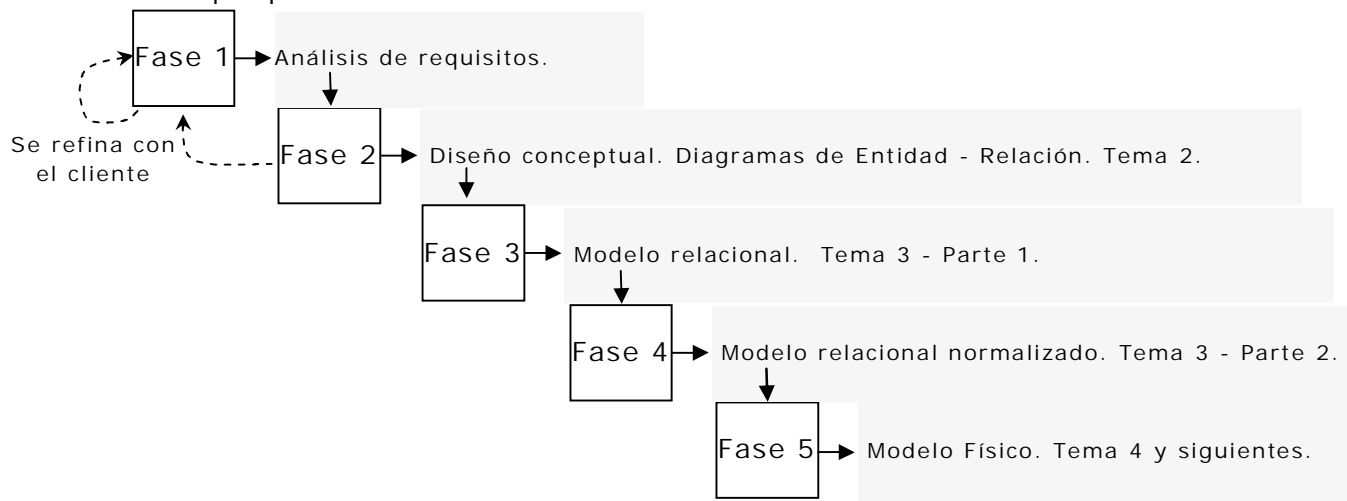 Fase 1
Análisis de requisitos.
Se refina con
el cliente
Fase 2
Diseño conceptual. Diagramas de Entidad - Relación. Tema 2.
Fase 3
Modelo relacional. Tema 3 - Parte 1.
Fase 4
Modelo relacional normalizado. Tema 3 - Parte 2.
Fase 5
Modelo Físico. Tema 4 y siguientes.